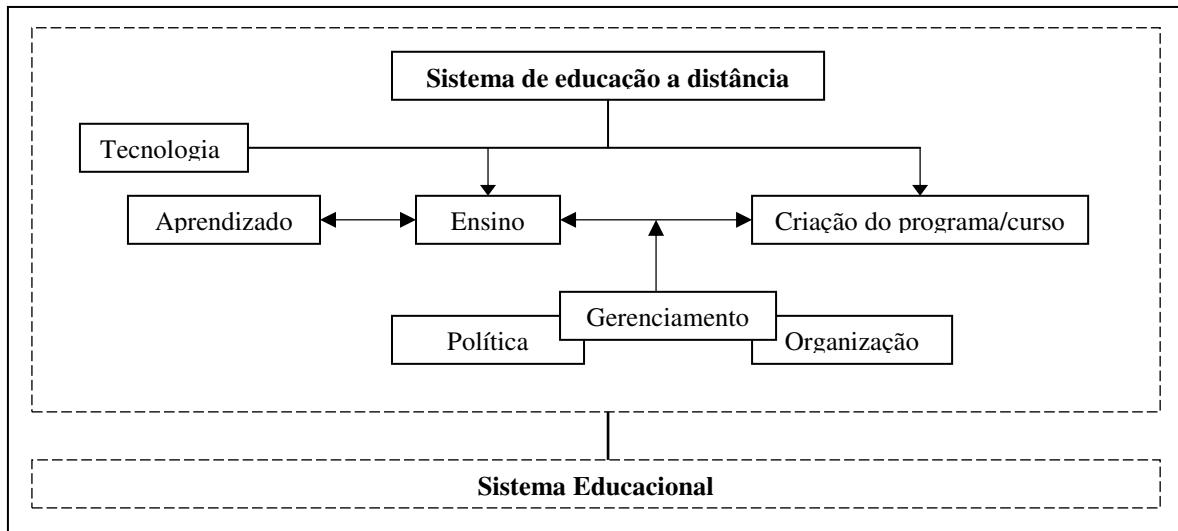 Sistema de educação a distância
Tecnologia
Aprendizado
Ensino
Criação do programa/curso
Gerenciamento
Política
Organização
Sistema Educacional